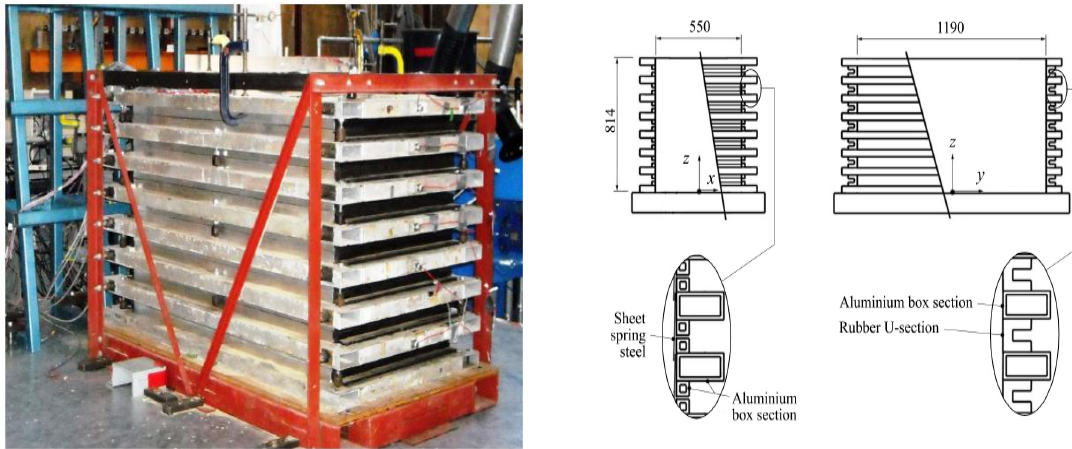 550
1190
814
z
x
z
y
Sheet
spring
steel
Aluminium
box section
Aluminium box section
Rubber U-section